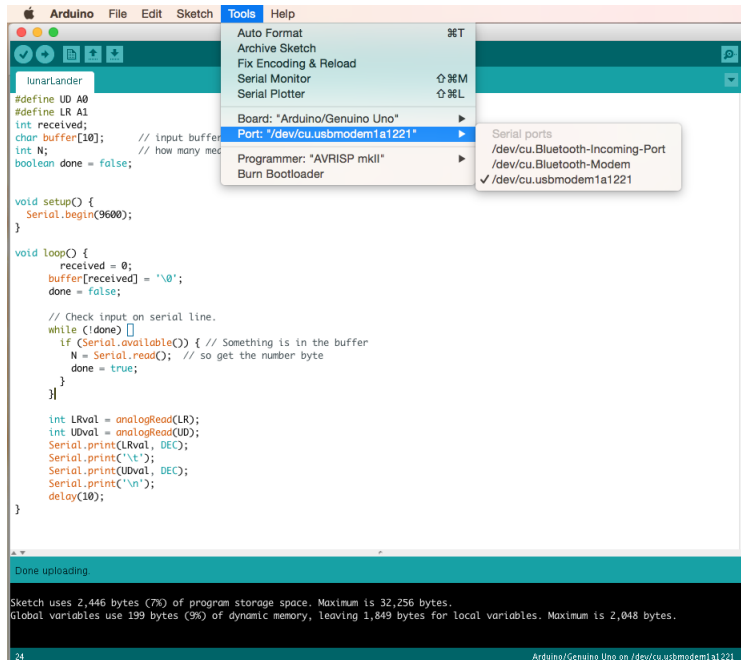 Arduino File Edit Sketch Tools Help
Auto Format ⌘T
Archive Sketch
Fix Encoding & Reload
Serial Monitor ⇧⌘M
Serial Plotter ⇧⌘L
Board: "Arduino/Genuino Uno"
Port: "/dev/cu.usbmodem1a1221"
Programmer: "AVRISP mkII"
Burn Bootloader
Serial ports
/dev/cu.Bluetooth-Incoming-Port
/dev/cu.Bluetooth-Modem
✓ /dev/cu.usbmodem1a1221
lunarLander
#define UD A0
#define LR A1
int received;
char buffer[10]; // input buffer
int N; // how many
boolean done = false;
void setup() {
Serial.begin(9600);
}
void loop() {
received = 0;
buffer[received] = '\0';
done = false;
// Check input on serial line.
while (!done) {
if (Serial.available()) { // Something is in the buffer
N = Serial.read(); // so get the number byte
done = true;
}
}
int LRval = analogRead(LR);
int UDval = analogRead(UD);
Serial.print(LRval, DEC);
Serial.print('\t');
Serial.print(UDval, DEC);
Serial.print('\n');
delay(10);
}
Done uploading.
Sketch uses 2,446 bytes (7%) of program storage space. Maximum is 32,256 bytes.
Global variables use 199 bytes (9%) of dynamic memory, leaving 1,849 bytes for local variables. Maximum is 2,048 bytes.
24 Arduino/Genuino Uno on /dev/cu.usbmodem1a1221